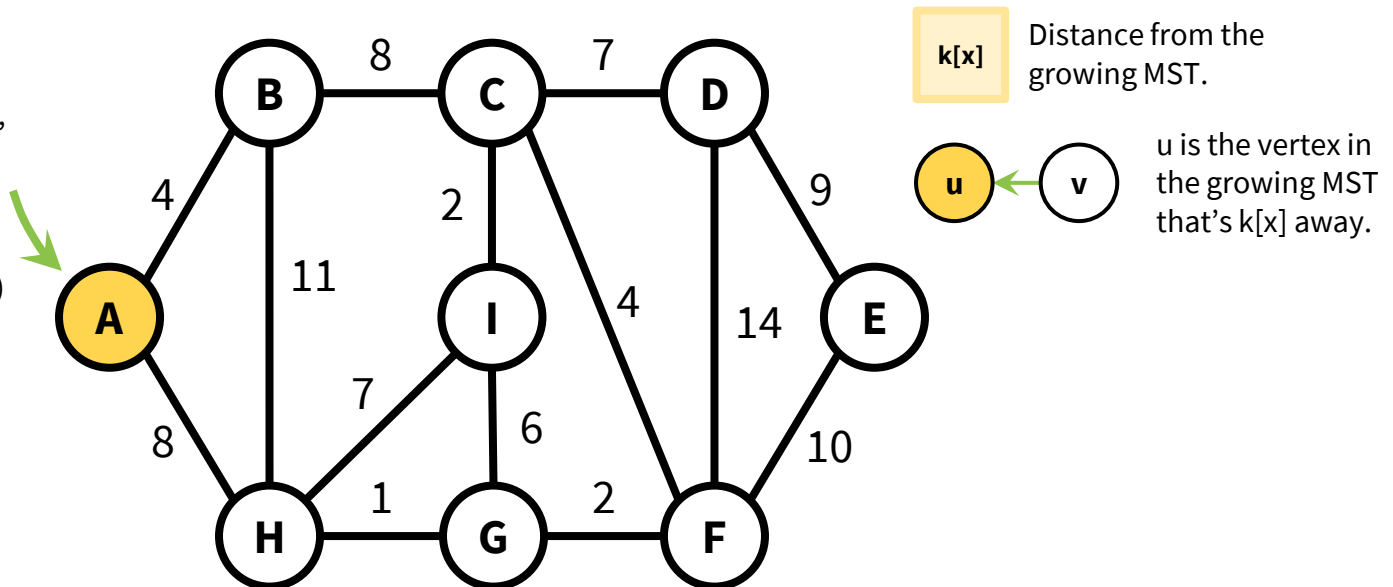 8
7
k[x]
Distance from the
growing MST.
B
C
D
,
u
v
u is the vertex in
the growing MST
that's k[x] away.
4
2
9
11
4
14
)
A
I
E
7
6
8
10
1
2
H
G
F